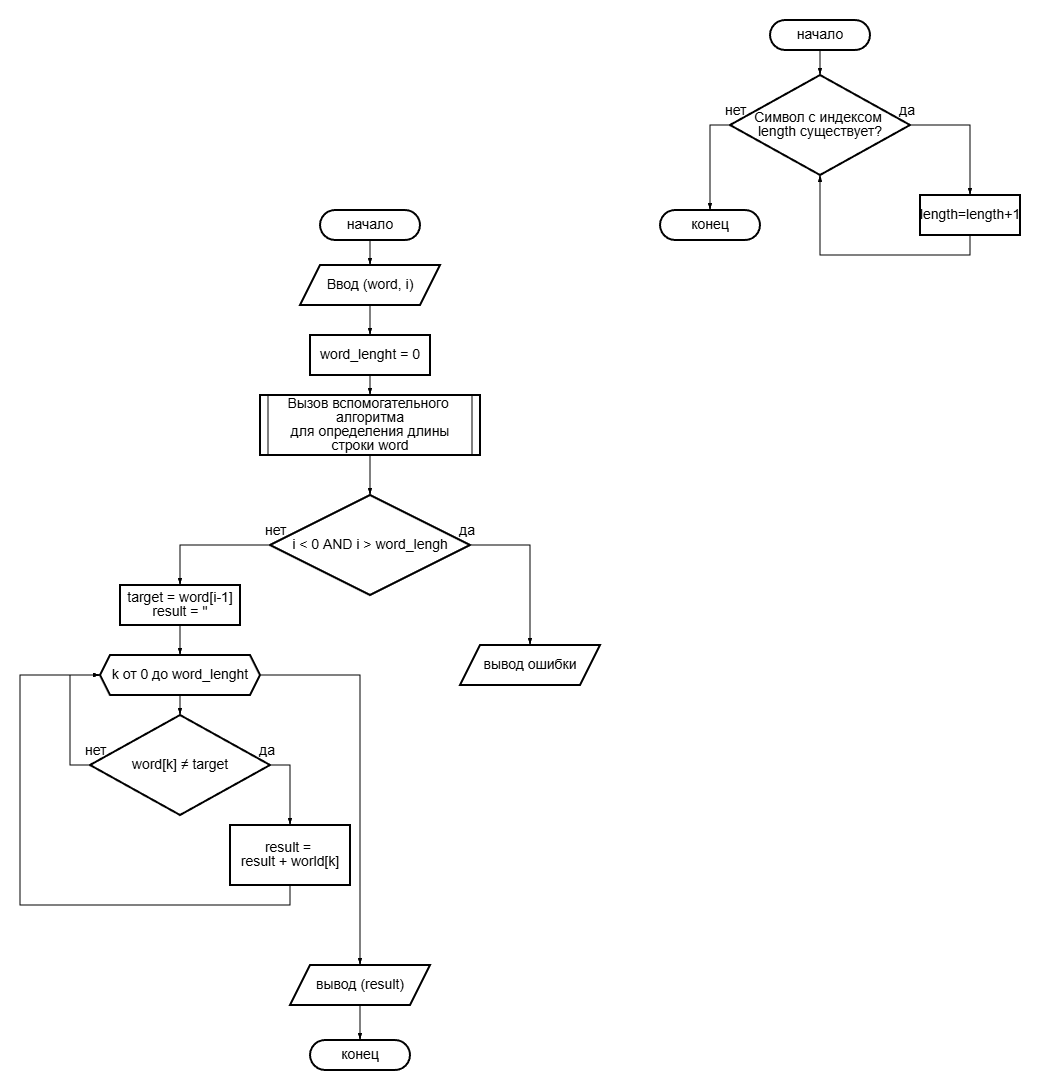 начало
нет
да
Символ с индексом
length существует?
length=length+1
конец
начало
Ввод (word, i)
word_lenght = 0
Вызов вспомогательного
алгоритма
для определения длины
строки word
нет
да
i < 0 AND i > word_lengh
target = word[i-1]
result = "
вывод ошибки
k от 0 до word_lenght
нет
да
word[k] ≠ target
result =
result + world[k]
вывод (result)
конец